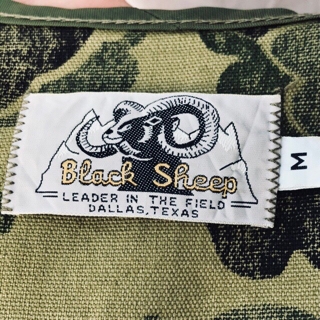 Black Sheep
LEADER IN THE FIELD
DALLAS, TEXAS
M